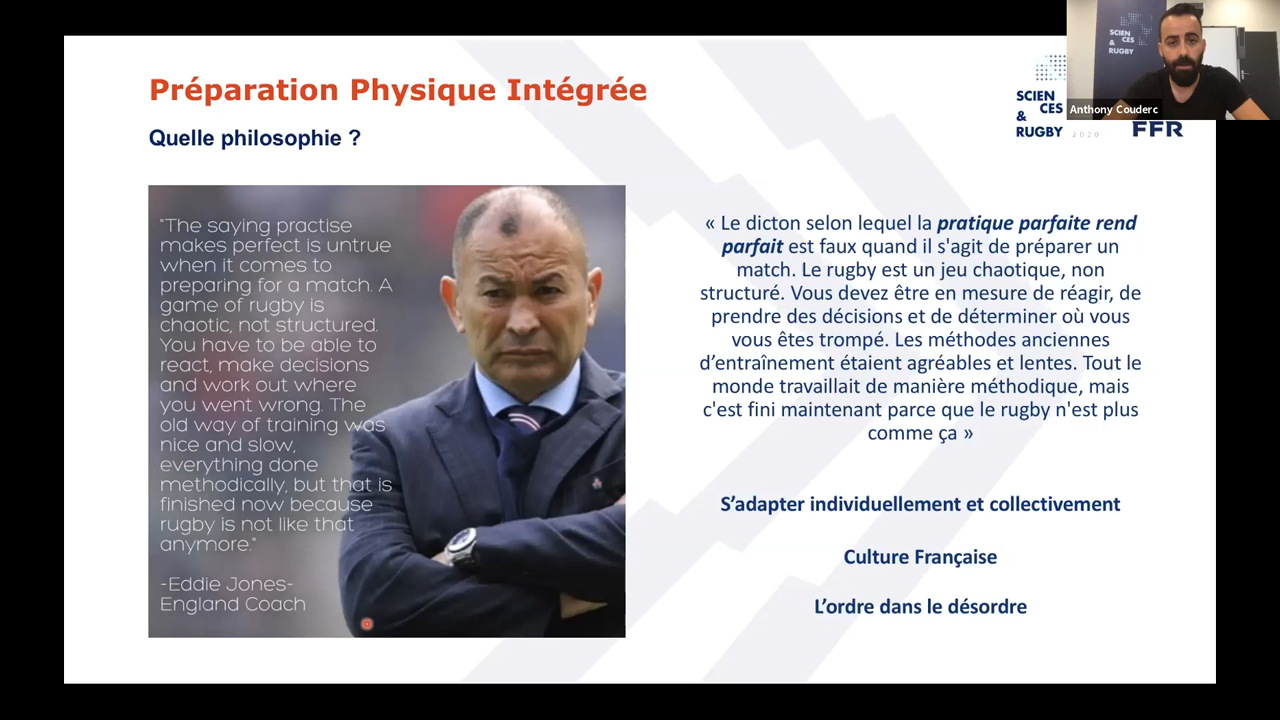 Préparation Physique Intégrée
Quelle philosophie ?
"The saying practise
makes perfect is untrue
when it comes to
preparing for a match. A
game of rugby is
chaotic, not structured.
You have to be able to
react, make decisions
and work out where
you went wrong. The
old way of training was
nice and slow,
everything done
methodically, but that is
finished now because
rugby is not like that
anymore."
-Eddie Jones-
England Coach
« Le dicton selon lequel la pratique parfaite rend
parfait est faux quand il s'agit de préparer un
match. Le rugby est un jeu chaotique, non
structuré. Vous devez être en mesure de réagir, de
prendre des décisions et de déterminer où vous
vous êtes trompé. Les méthodes anciennes
d’entraînement étaient agréables et lentes. Tout le
monde travaillait de manière méthodique, mais
c'est fini maintenant parce que le rugby n'est plus
comme ça »
S’adapter individuellement et collectivement
Culture Française
L’ordre dans le désordre
SCIEN
CES
&
RUGBY
2020
FFR
SCIEN
CES
&
RUGBY
Anthony Couderc